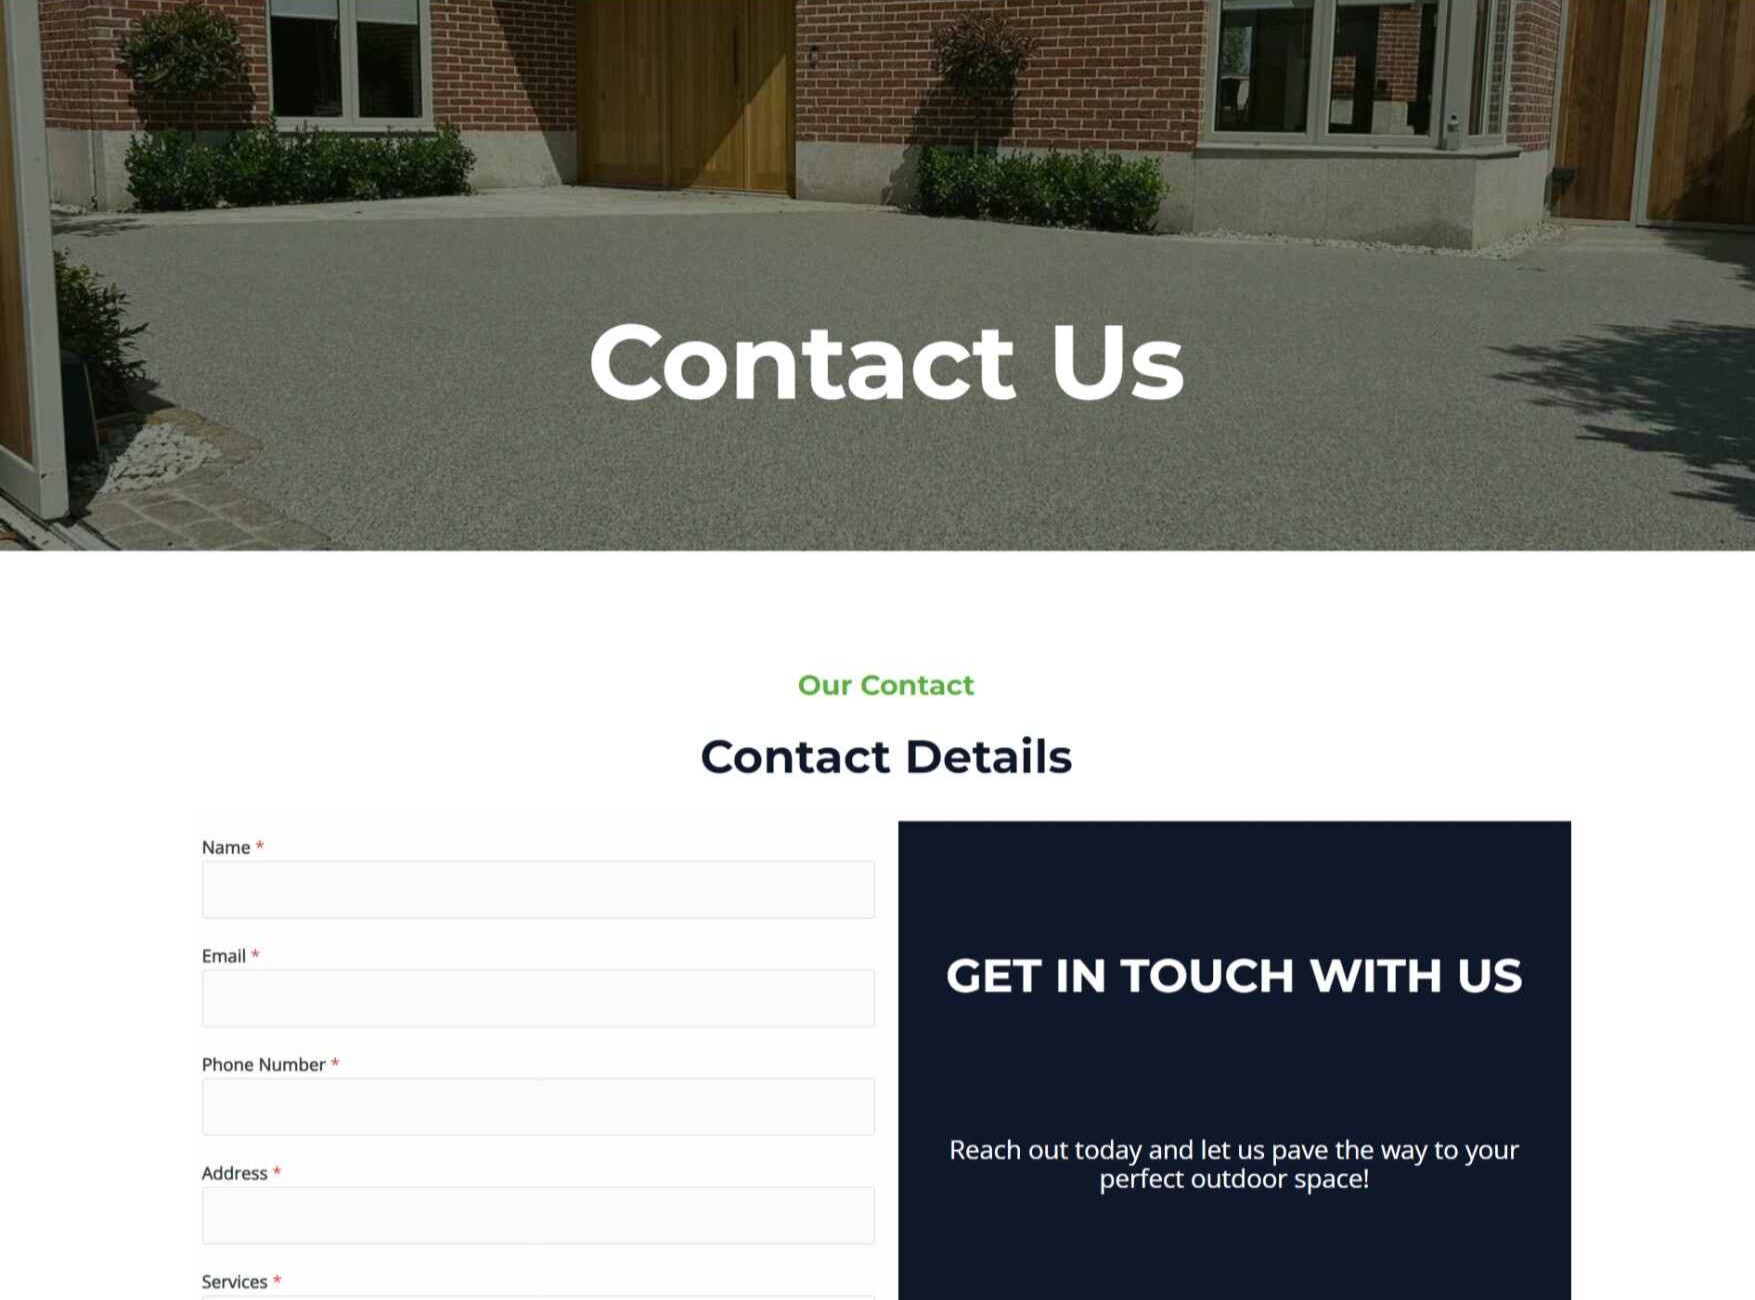 Contact Us
Our Contact
Contact Details
Name *
Email *
Phone Number *
Address *
Services *
GET IN TOUCH WITH US
Reach out today and let us pave the way to your
perfect outdoor space!